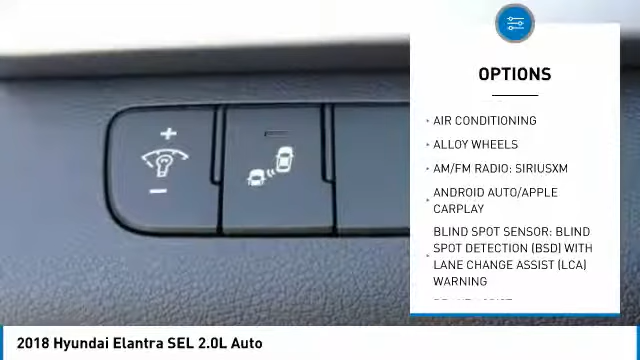 OPTIONS
AIR CONDITIONING
ALLOY WHEELS
AM/FM RADIO: SIRIUSXM
ANDROID AUTO/APPLE
CARPLAY
BLIND SPOT SENSOR: BLIND
SPOT DETECTION (BSD) WITH
LANE CHANGE ASSIST (LCA)
WARNING
2018 Hyundai Elantra SEL 2.0L Auto